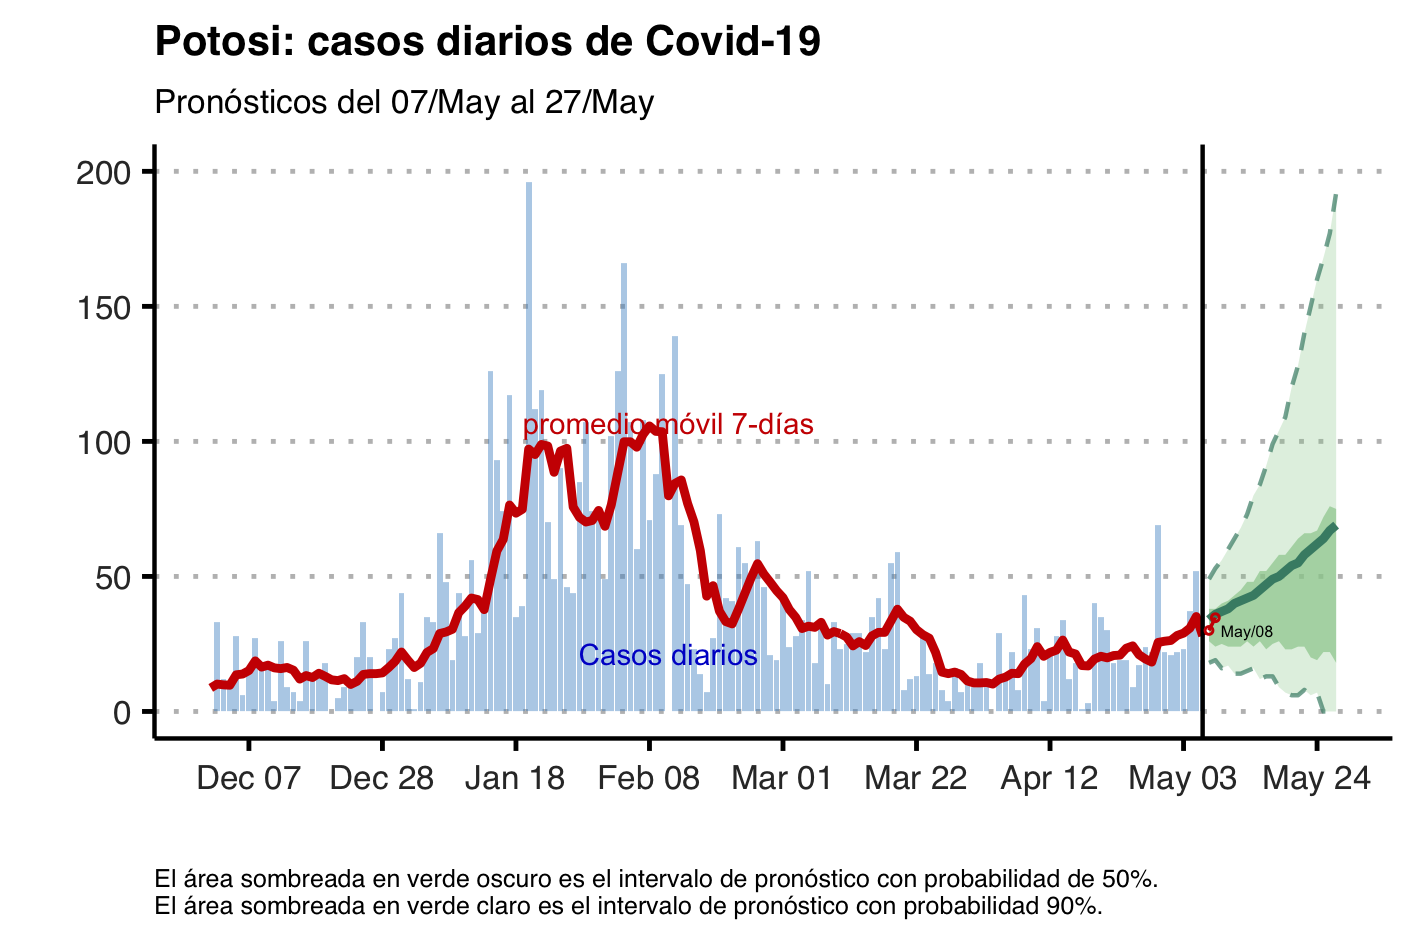 Potosi: casos diarios de Covid-19
Pronósticos del 07/May al 27/May
200
150
100
50
0
promedio móvil 7-días
Casos diarios
May/08
Dec 07 Dec 28 Jan 18 Feb 08 Mar 01 Mar 22 Apr 12 May 03 May 24
El área sombreada en verde oscuro es el intervalo de pronóstico con probabilidad de 50%.
El área sombreada en verde claro es el intervalo de pronóstico con probabilidad 90%.